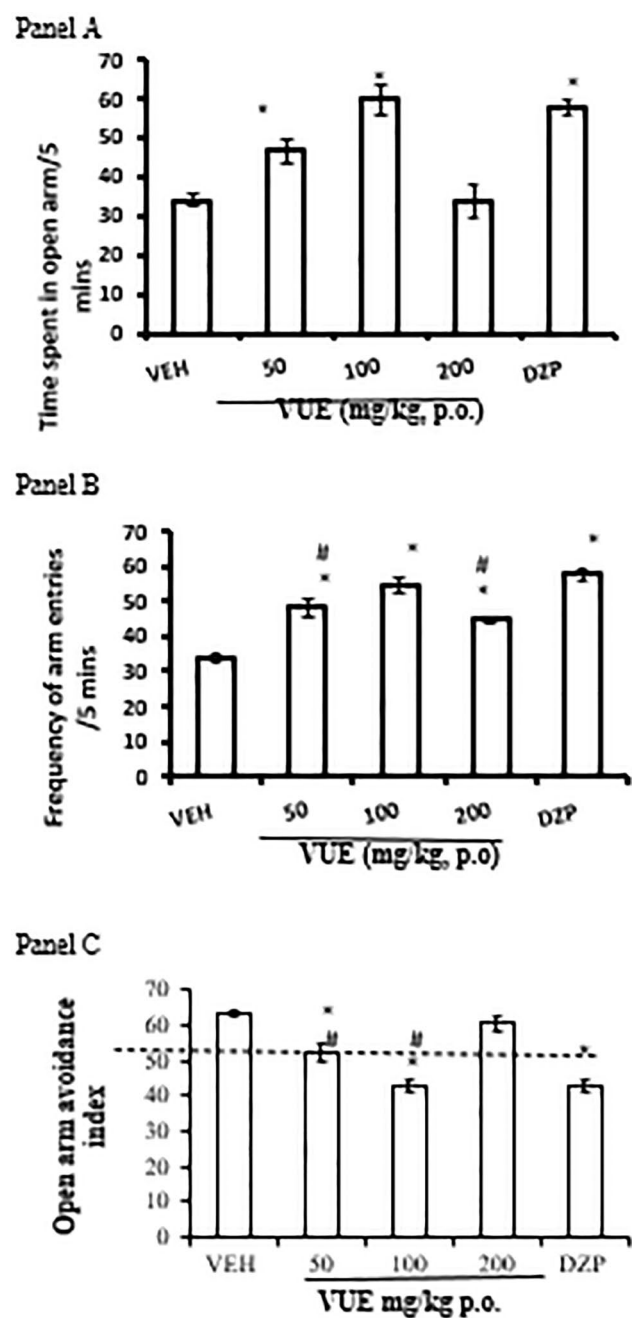 Panel A
70
60
50
40
30
20
10
0
Time spent in open arm/5
mins
*
*
*
VEH 50 100 200 DZP
VUE (mg/kg, p.o.)
Panel B
70
60
50
40
30
20
10
0
Frequency of arm entries
/5 mins
# #
* * * *
VEH 50 100 200 DZP
VUE (mg/kg, p.o)
Panel C
70
60
50
40
30
20
10
0
Open arm avoidance
index
* # # * *
VEH 50 100 200 DZP
VUE mg/kg p.o.